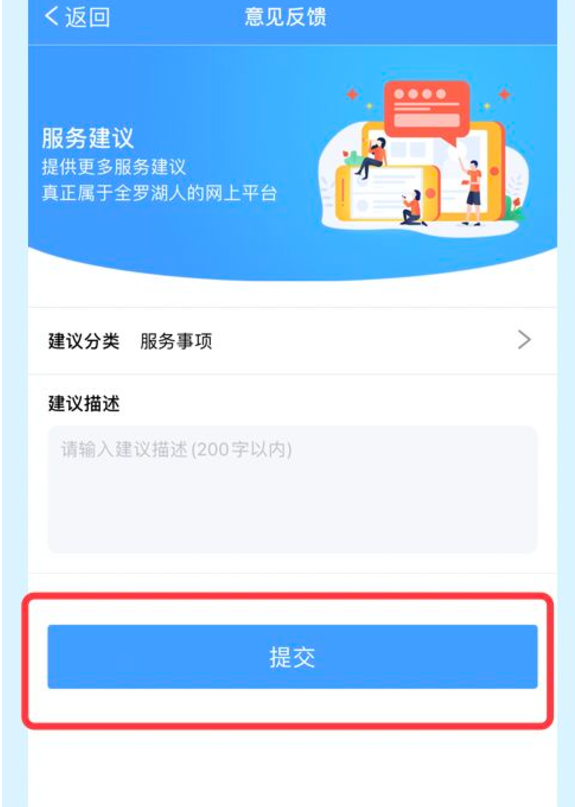 返回 意见反馈
服务建议
提供更多服务建议
真正属于全罗湖人的网上平台
建议分类 服务事项
建议描述
请输入建议描述(200字以内)
提交